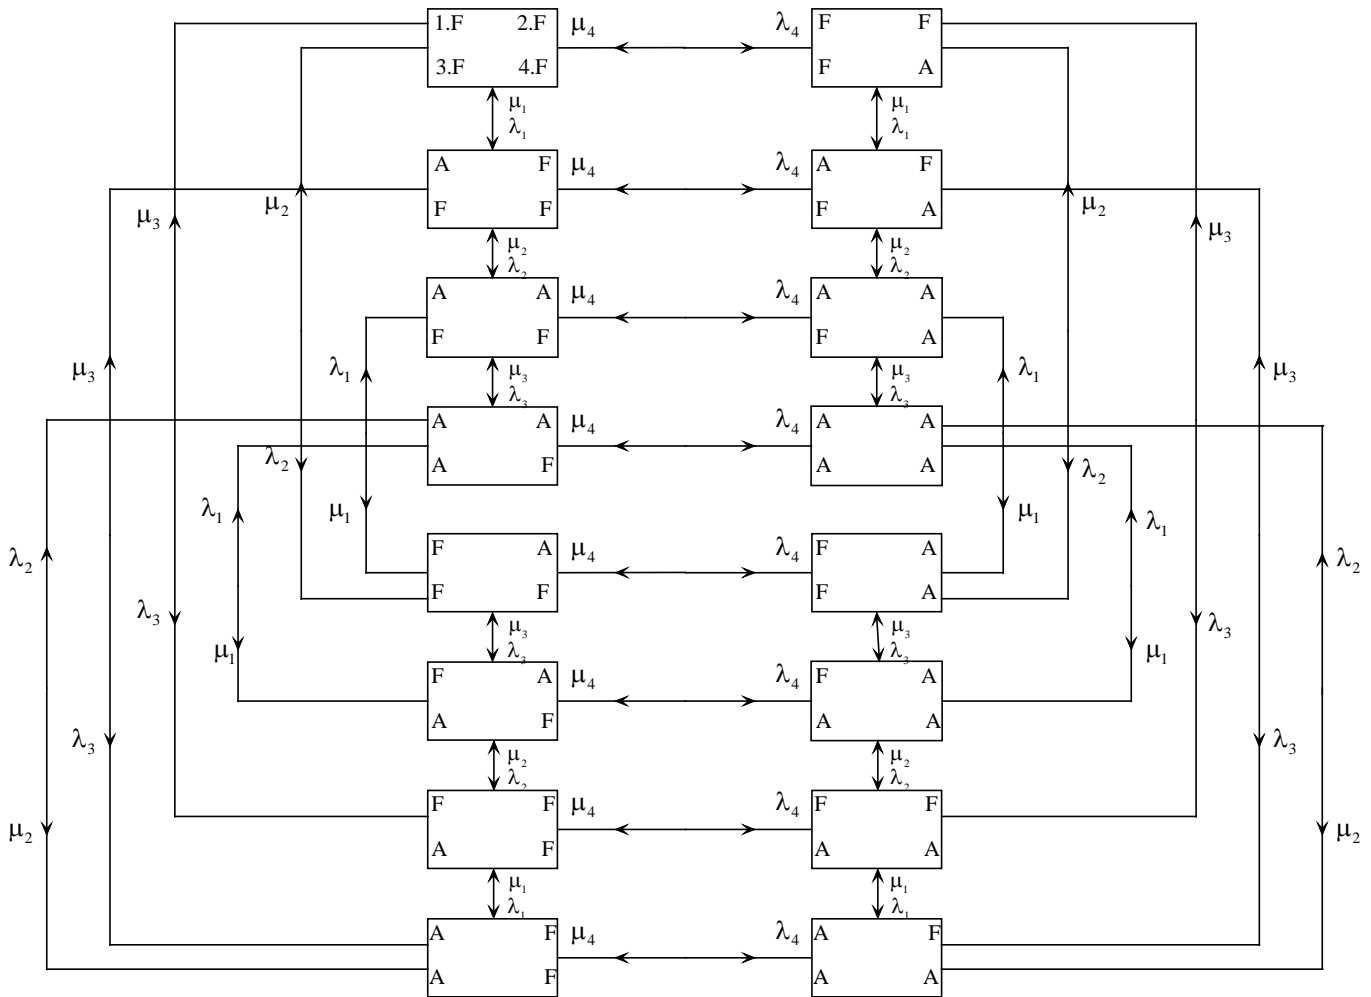 1.F 2.F μ4 λ4 F F
3.F 4.F F A
μ1 μ1
λ1 λ1
A F μ4 λ4 A F
μ2 μ2
μ3 F F F A μ3
μ2 μ2
λ2 λ2
A A μ4 λ4 A A
F F F A
μ3 λ1 μ3 μ3 λ1 μ3
λ3 λ3
A A μ4 λ4 A A
λ2 A F A A λ2
λ1 μ1 μ1 λ1
λ2 F A μ4 λ4 F A λ2
F F F A
λ3 μ3 μ3 λ3
μ1 λ3 λ3 μ1
F A μ4 λ4 F A
A F A A
λ3 λ3
μ2 μ2
λ2 λ2
F F μ4 λ4 F F
μ2 μ2
A F A A
μ1 μ1
λ1 λ1
A F μ4 λ4 A F
A F A A